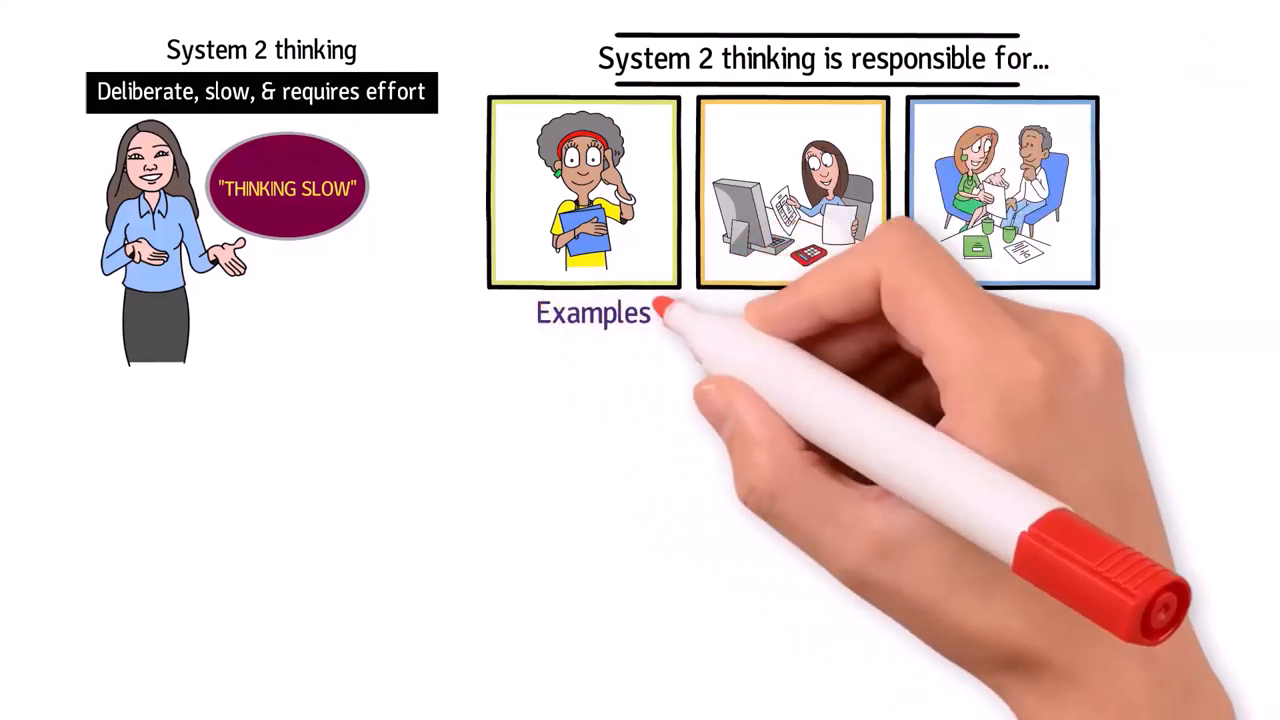 System 2 thinking
Deliberate, slow, & requires effort
"THINKING SLOW"
System 2 thinking is responsible for...
Examples